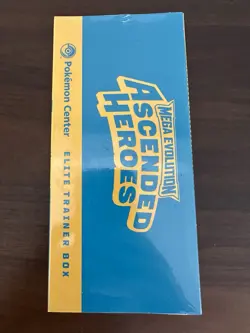 MEGA EVOLUTION
ASCENDED
HEROES
Pokémon Center
ELITE TRAINER BOX